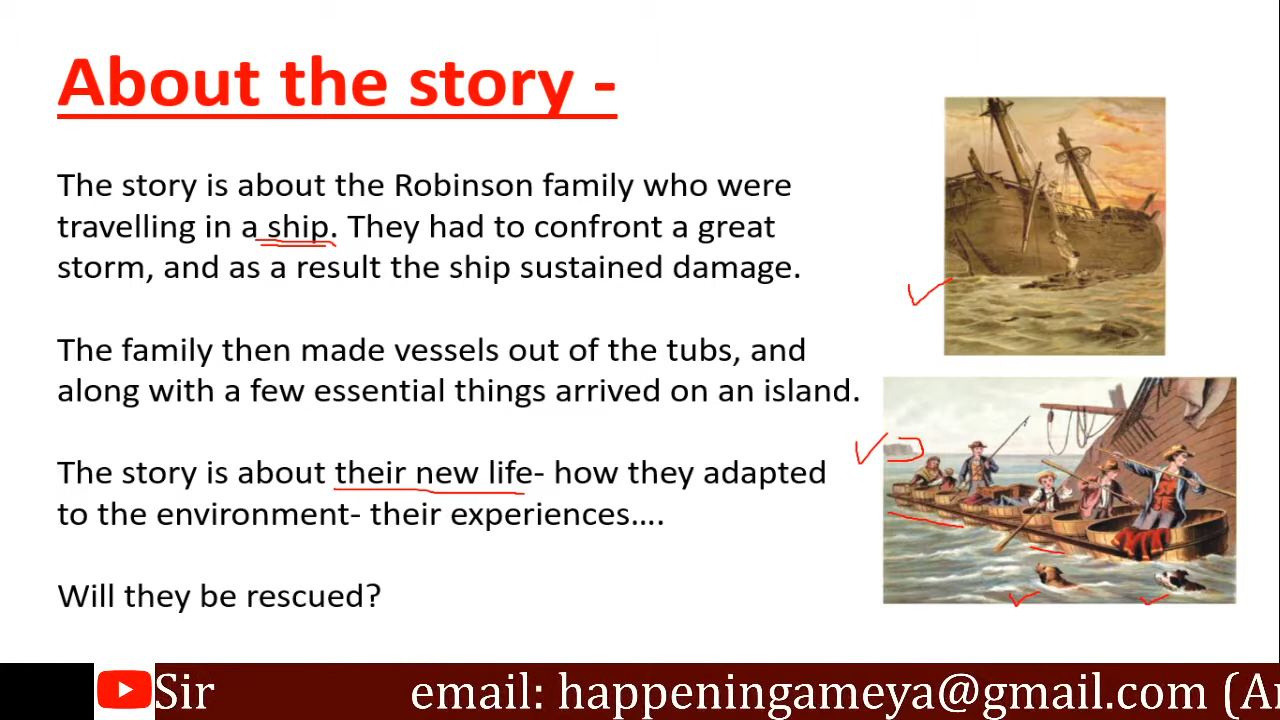 About the story -
The story is about the Robinson family who were
travelling in a ship. They had to confront a great
storm, and as a result the ship sustained damage.
The family then made vessels out of the tubs, and
along with a few essential things arrived on an island.
The story is about their new life- how they adapted
to the environment- their experiences....
Will they be rescued?
Sir email: happeningameya@gmail.com (A